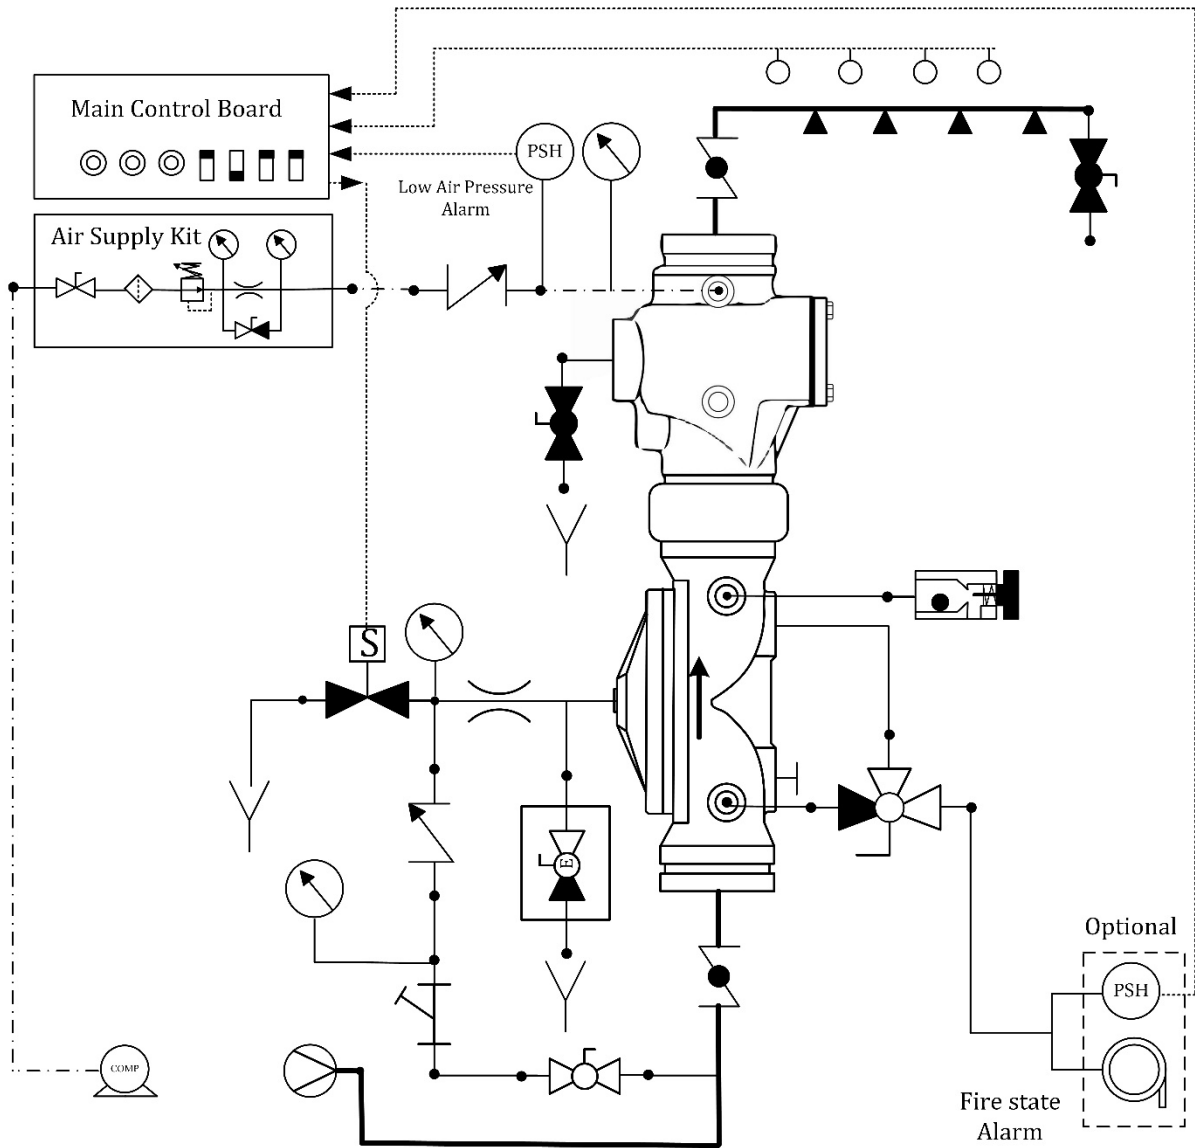 Main Control Board
PSH
Low Air Pressure
Alarm
Air Supply Kit
S
E
Optional
PSH
COMP
Fire state
Alarm